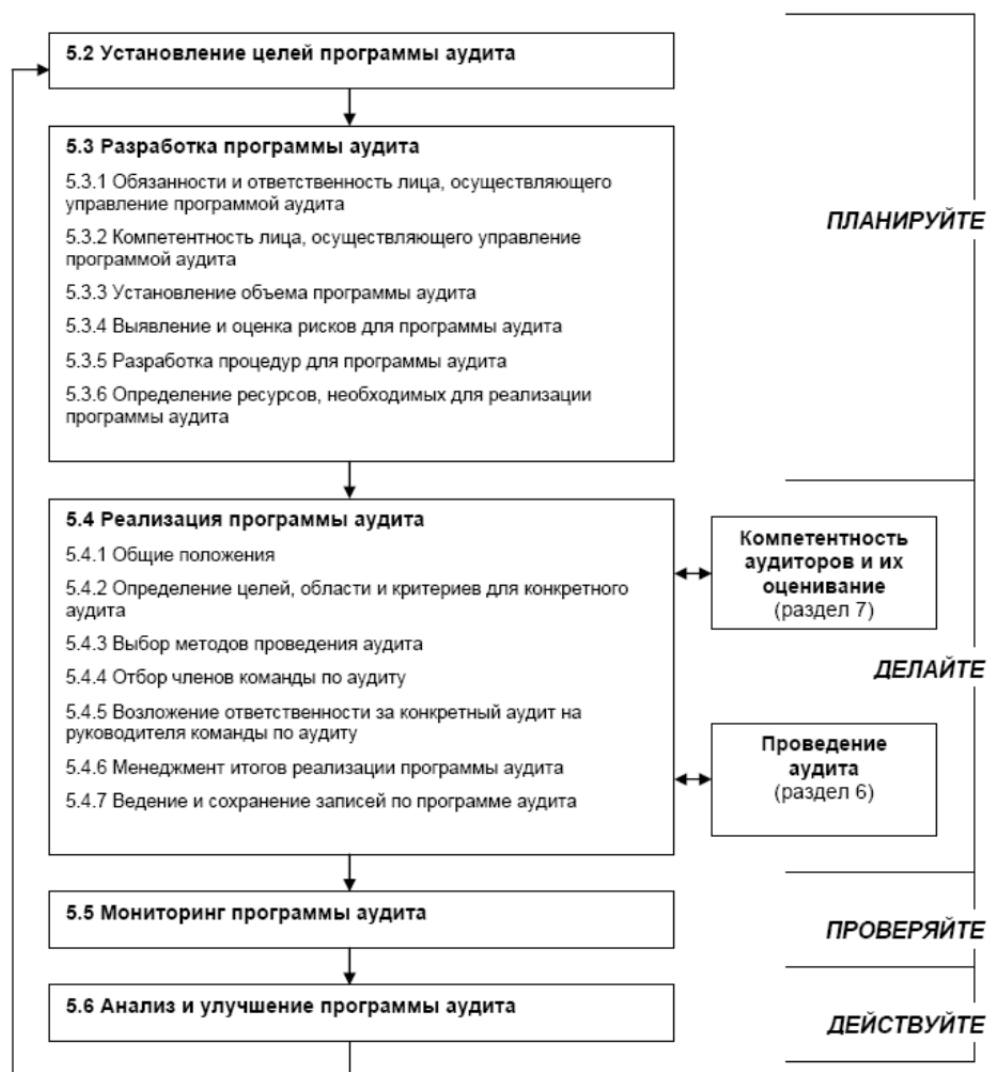 5.2 Установление целей программы аудита
5.3 Разработка программы аудита
5.3.1 Обязанности и ответственность лица, осуществляющего
управление программой аудита
5.3.2 Компетентность лица, осуществляющего управление
программой аудита
5.3.3 Установление объема программы аудита
5.3.4 Выявление и оценка рисков для программы аудита
5.3.5 Разработка процедур для программы аудита
5.3.6 Определение ресурсов, необходимых для реализации
программы аудита
ПЛАНИРУЙТЕ
5.4 Реализация программы аудита
5.4.1 Общие положения
5.4.2 Определение целей, области и критериев для конкретного
аудита
5.4.3 Выбор методов проведения аудита
5.4.4 Отбор членов команды по аудиту
5.4.5 Возложение ответственности за конкретный аудит на
руководителя команды по аудиту
5.4.6 Менеджмент итогов реализации программы аудита
5.4.7 Ведение и сохранение записей по программе аудита
Компетентность
аудиторов и их
оценивание
(раздел 7)
ДЕЛАЙТЕ
Проведение
аудита
(раздел 6)
5.5 Мониторинг программы аудита
ПРОВЕРЯЙТЕ
5.6 Анализ и улучшение программы аудита
ДЕЙСТВУЙТЕ